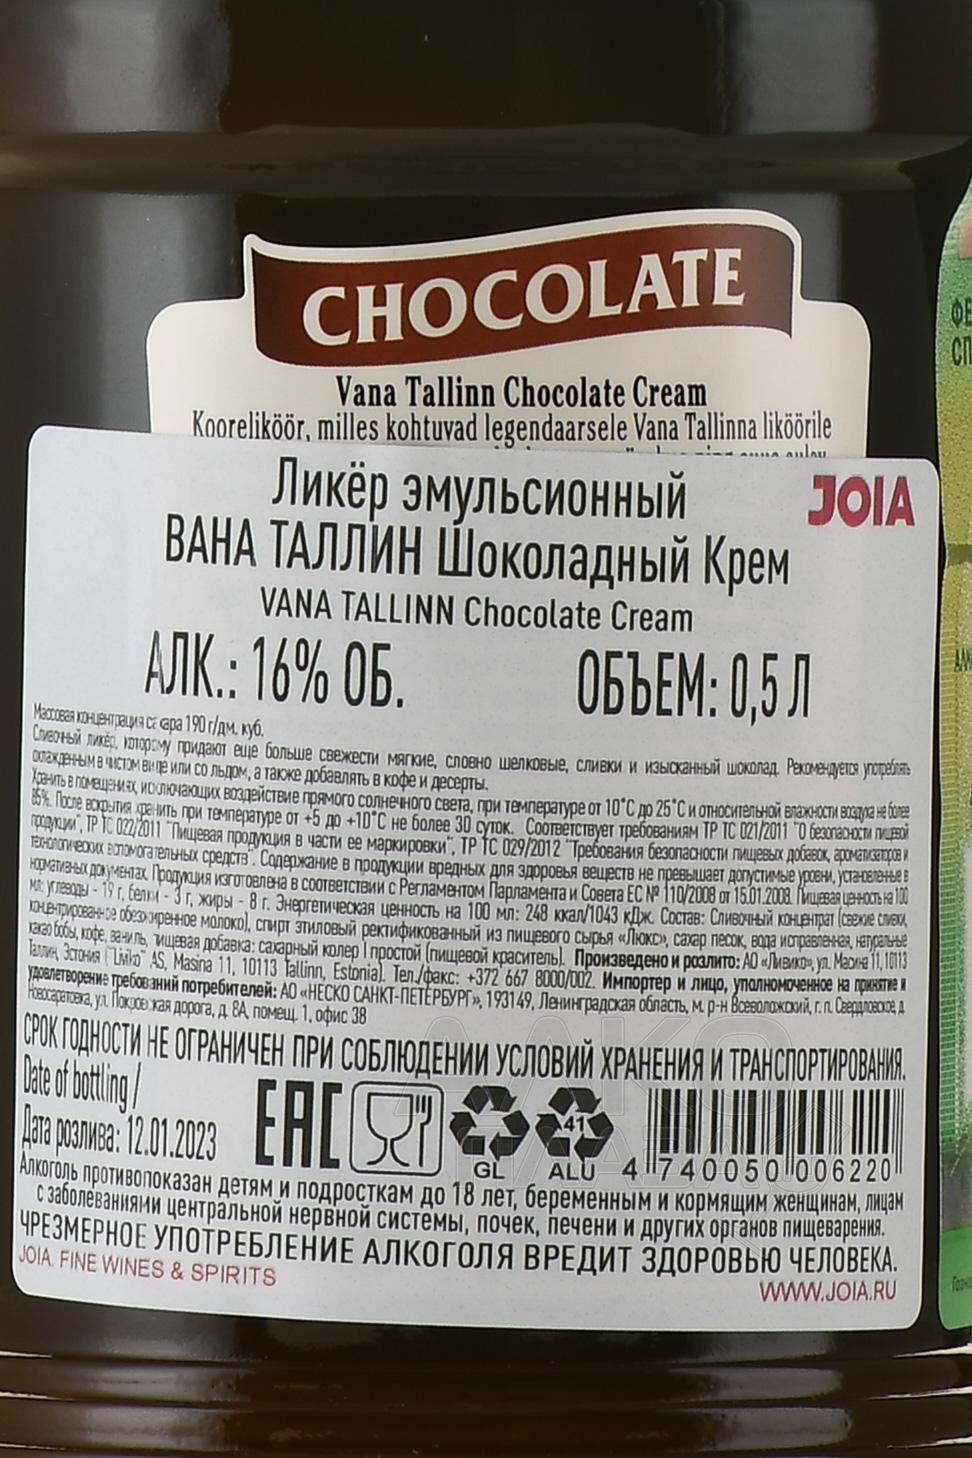 CHOCOLATE
Vana Tallinn Chocolate Cream
Kooreliköör, milles kohtuvad legendaarsele Vana Tallinna liköörile
Ликёр эмульсионный
JOIA
ВАНА ТАЛЛИН Шоколадный Крем
VANA TALLINN Chocolate Cream
АЛК.: 16% ОБ.
ОБЪЕМ: 0,5 Л
Массовая концентрация сахара 190 г/дм. куб.
Сливочный ликёр, которому придают еще больше свежести мягкие, словно шелковые, сливки и изысканный шоколад. Рекомендуется употреблять
охлажденным в чистом виде или со льдом, а также добавлять в кофе и десерты.
Хранить в помещениях, исключающих воздействие прямого солнечного света, при температуре от 10°С до 25°С и относительной влажности воздуха не более
85%. После вскрытия хранить при температуре от +5 до +10°С не более 30 суток. Соответствует требованиям ТР ТС 021/2011 "О безопасности пищевой
продукции", ТР ТС 022/2011 "Пищевая продукция в части ее маркировки", ТР ТС 029/2012 "Требования безопасности пищевых добавок, ароматизаторов и
технологических вспомогательных средств". Содержание в продукции вредных для здоровья веществ не превышает допустимые уровни, установленные в
нормативных документах. Продукция изготовлена в соответствии с Регламентом Парламента и Совета ЕС № 110/2008 от 15.01.2008. Пищевая ценность на 100
мл: углеводы - 19 г, белки - 3 г, жиры - 8 г. Энергетическая ценность на 100 мл: 248 ккал/1043 кДж. Состав: Сливочный концентрат (свежие сливки,
концентрированное обезжиренное молоко), спирт этиловый ректификованный из пищевого сырья «Люкс», сахар песок, вода исправленная, натуральные
какао бобы, кофе, ваниль, пищевая добавка: сахарный колер I простой (пищевой краситель). Произведено и розлито: АО «Ливико», ул. Масина 11, 10113
Таллин, Эстония ("Liviko" AS, Masina 11, 10113 Tallinn, Estonia). Тел./факс: +372 667 8000/002. Импортер и лицо, уполномоченное на принятие и
удовлетворение требований потребителей: АО «НЕСКО САНКТ-ПЕТЕРБУРГ», 193149, Ленинградская область, м. р-н Всеволожский, г. п. Свердловское, д.
Новосаратовка, ул. Покровская дорога, д. 8А, помещ. 1, офис 38
СРОК ГОДНОСТИ НЕ ОГРАНИЧЕН ПРИ СОБЛЮДЕНИИ УСЛОВИЙ ХРАНЕНИЯ И ТРАНСПОРТИРОВАНИЯ.
Date of bottling /
Дата розлива: 12.01.2023
EAC
GL
41
ALU
4 740050 006220
Алкоголь противопоказан детям и подросткам до 18 лет, беременным и кормящим женщинам, лицам
с заболеваниями центральной нервной системы, почек, печени и других органов пищеварения.
ЧРЕЗМЕРНОЕ УПОТРЕБЛЕНИЕ АЛКОГОЛЯ ВРЕДИТ ЗДОРОВЬЮ ЧЕЛОВЕКА.
JOIA. FINE WINES & SPIRITS
WWW.JOIA.RU